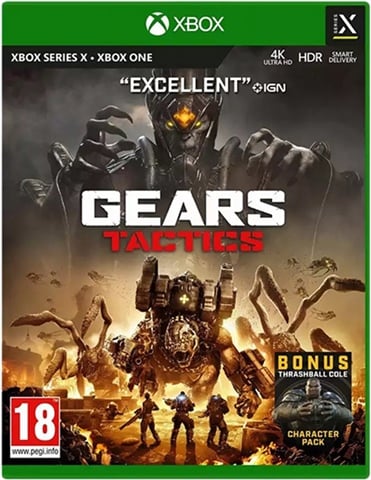 XBOX
SERIES X
XBOX SERIES X • XBOX ONE
4K
ULTRA HD
HDR
SMART
DELIVERY
"EXCELLENT" IGN
GEARS
TACTICS
BONUS
THRASHBALL COLE
CHARACTER
PACK
18
www.pegi.info